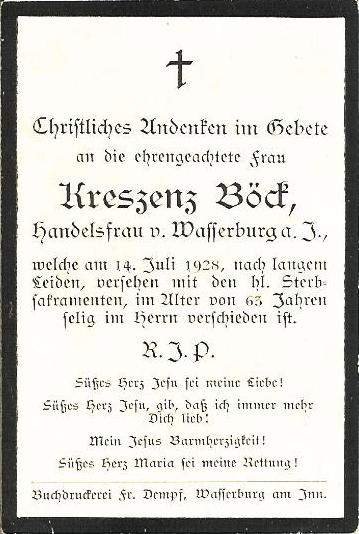 Christliches Andenken im Gebete
an die ehrengeachtete Frau
Kreszenz Böck,
Handelsfrau v. Wasserburg a. J.,
welche am 14. Juli 1928, nach langem
Leiden, versehen mit den hl. Sterb-
sakramenten, im Alter von 63 Jahren
selig im Herrn verschieden ist.
R. J. P.
Süßes Herz Jesu sei meine Liebe!
Süßes Herz Jesu, gib, daß ich immer mehr
Dich lieb!
Mein Jesus Barmherzigkeit!
Süßes Herz Maria sei meine Rettung!
Buchdruckerei Fr. Dempf, Wasserburg am Inn.